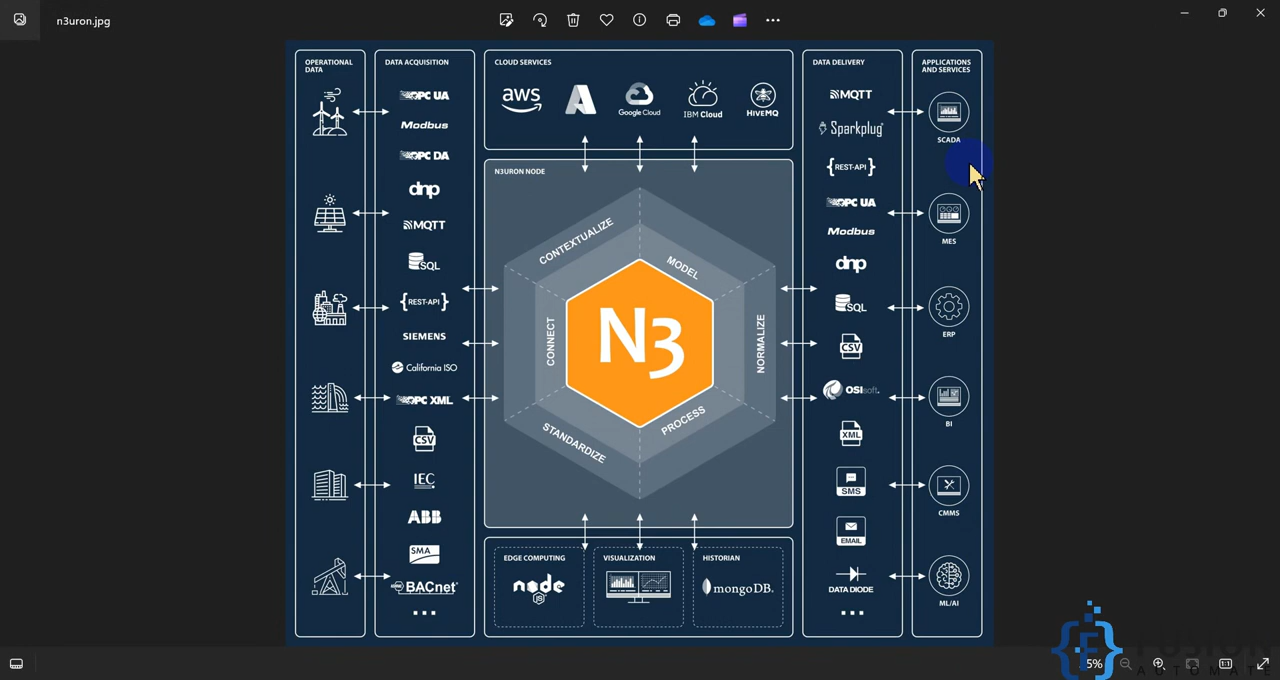 n3uron.jpg
OPERATIONAL
DATA
DATA ACQUISITION
OPC UA
Modbus
OPC DA
dnp
MQTT
SQL
{REST-API}
SIEMENS
California ISO
OPC XML
CSV
IEC
ABB
SMA
BACnet
CLOUD SERVICES
aws
Google Cloud
IBM Cloud
HIVEMQ
N3URON NODE
CONTEXTUALIZE
MODEL
CONNECT
N3
NORMALIZE
STANDARDIZE
PROCESS
EDGE COMPUTING
node
JS
VISUALIZATION
HISTORIAN
mongoDB.
DATA DELIVERY
MQTT
Sparkplug
{REST-API}
OPC UA
Modbus
dnp
SQL
CSV
OSIsoft.
XML
SMS
EMAIL
DATA DIODE
APPLICATIONS
AND SERVICES
SCADA
MES
ERP
BI
CMMS
ML/AI
FUSION
AUTOMATE